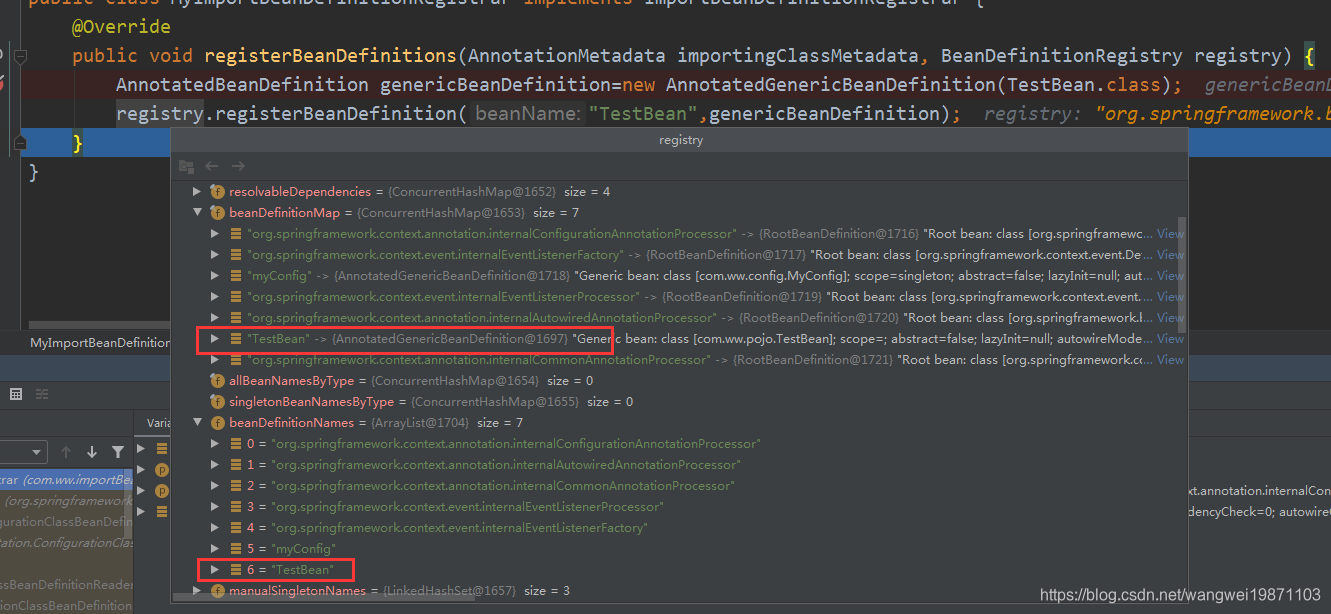 public class MyImportBeanDefinitionRegistrar implements ImportBeanDefinitionRegistrar {
@Override
public void registerBeanDefinitions(AnnotationMetadata importingClassMetadata, BeanDefinitionRegistry registry) {
AnnotatedBeanDefinition genericBeanDefinition=new AnnotatedGenericBeanDefinition(TestBean.class); genericBeanD
registry.registerBeanDefinition( beanName: "TestBean",genericBeanDefinition); registry: "org.springframework.b
}
}
registry
resolvableDependencies = {ConcurrentHashMap@1652} size = 4
beanDefinitionMap = {ConcurrentHashMap@1653} size = 7
"org.springframework.context.annotation.internalConfigurationAnnotationProcessor" -> {RootBeanDefinition@1716} "Root bean: class [org.springframewc... View
"org.springframework.context.event.internalEventListenerFactory" -> {RootBeanDefinition@1717} "Root bean: class [org.springframework.context.event.De... View
"myConfig" -> {AnnotatedGenericBeanDefinition@1718} "Generic bean: class [com.ww.config.MyConfig]; scope=singleton; abstract=false; lazyInit=null; aut... View
"org.springframework.context.event.internalEventListenerProcessor" -> {RootBeanDefinition@1719} "Root bean: class [org.springframework.context.event.... View
"org.springframework.context.annotation.internalAutowiredAnnotationProcessor" -> {RootBeanDefinition@1720} "Root bean: class [org.springframework.l... View
"TestBean" -> {AnnotatedGenericBeanDefinition@1697} "Generic bean: class [com.ww.pojo.TestBean]; scope=; abstract=false; lazyInit=null; autowireMode... View
"org.springframework.context.annotation.internalCommonAnnotationProcessor" -> {RootBeanDefinition@1721} "Root bean: class [org.springframework.cc... View
MyImportBeanDefinition
allBeanNamesByType = {ConcurrentHashMap@1654} size = 0
singletonBeanNamesByType = {ConcurrentHashMap@1655} size = 0
Varia
beanDefinitionNames = {ArrayList@1704} size = 7
0 = "org.springframework.context.annotation.internalConfigurationAnnotationProcessor"
1 = "org.springframework.context.annotation.internalAutowiredAnnotationProcessor"
2 = "org.springframework.context.annotation.internalCommonAnnotationProcessor"
3 = "org.springframework.context.event.internalEventListenerProcessor"
4 = "org.springframework.context.event.internalEventListenerFactory"
5 = "myConfig"
6 = "TestBean"
manualSingletonNames = {LinkedHashSet@1657} size = 3
trar (com.ww.importBea
(org.springframework
gurationClassBeanDefin
tation.ConfigurationClas
assBeanDefinitionReader
ionClassBeanDefinition
xt.annotation.internalCon
dencyCheck=0; autowireC
https://blog.csdn.net/wangwei19871103